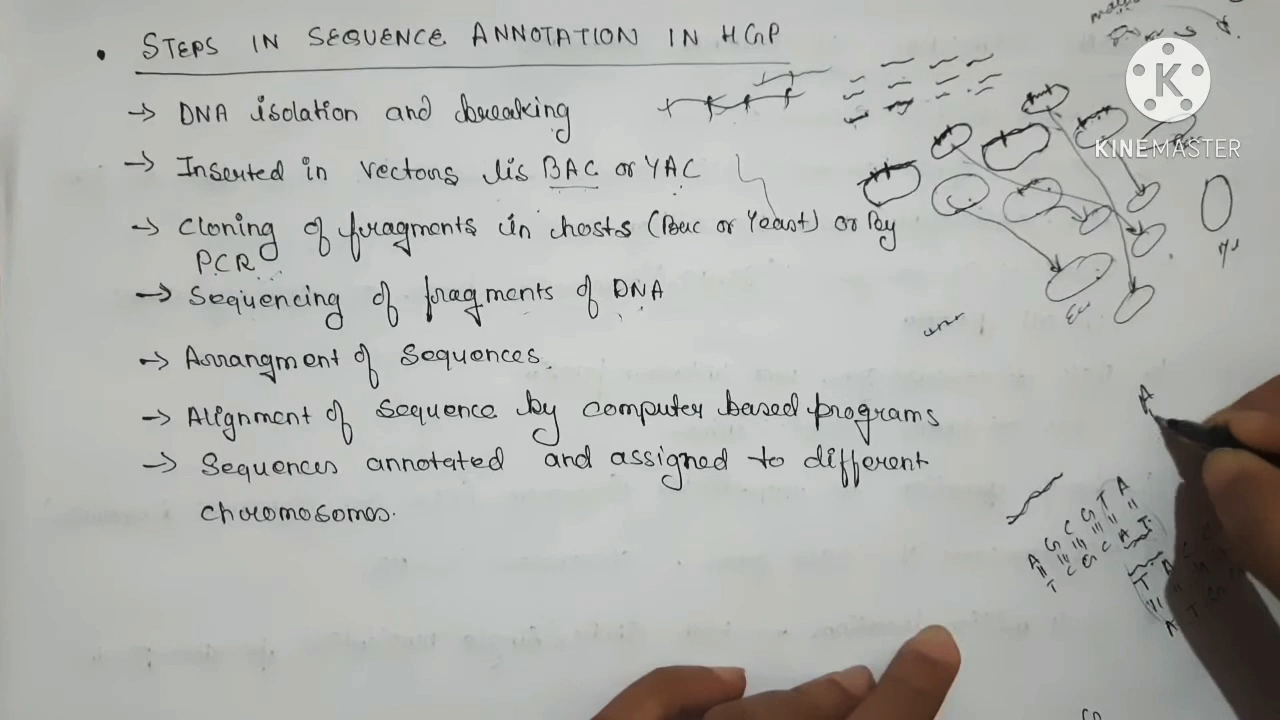 • STEPS IN SEQUENCE ANNOTATION IN HGP
→ DNA isolation and breaking
→ Inserted in vectors lis BAC or YAC
→ Cloning of fragments in hosts (Bac or Yeast) or by
PCR
→ Sequencing of fragments of DNA
→ Arrangment of sequences.
→ Alignment of sequence by computer based programs
→ Sequences annotated and assigned to different
chromosomes.
K
KINEMASTER
A
A G C G T A
T C G C A T
T A
A T